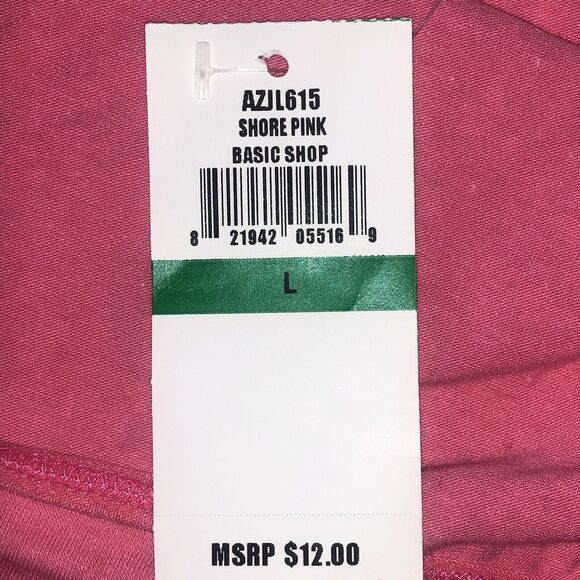 AZJL615
SHORE PINK
BASIC SHOP
8 21942 05516 9
L
MSRP $12.00